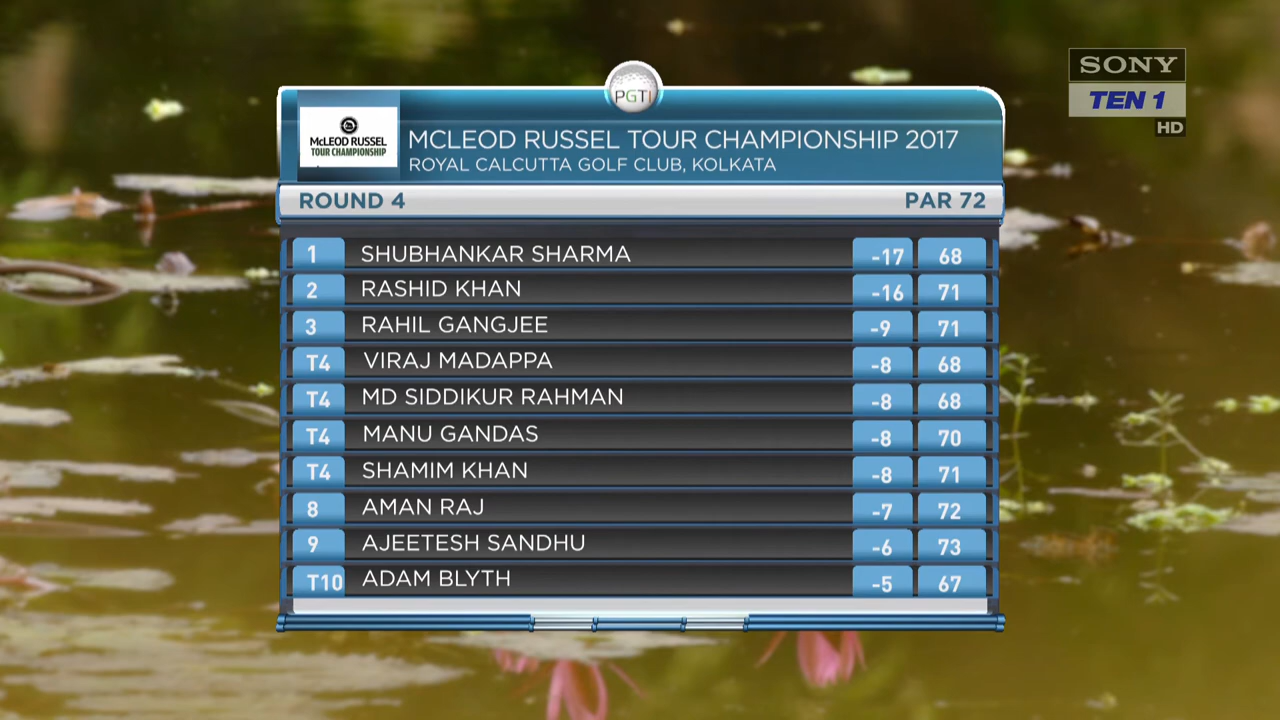 SONY
TEN 1
HD
PGTI
McLEOD RUSSEL
TOUR CHAMPIONSHIP
MCLEOD RUSSEL TOUR CHAMPIONSHIP 2017
ROYAL CALCUTTA GOLF CLUB, KOLKATA
ROUND 4 PAR 72
1 SHUBHANKAR SHARMA -17 68
2 RASHID KHAN -16 71
3 RAHIL GANGJEE -9 71
T4 VIRAJ MADAPPA -8 68
T4 MD SIDDIKUR RAHMAN -8 68
T4 MANU GANDAS -8 70
T4 SHAMIM KHAN -8 71
8 AMAN RAJ -7 72
9 AJEETESH SANDHU -6 73
T10 ADAM BLYTH -5 67